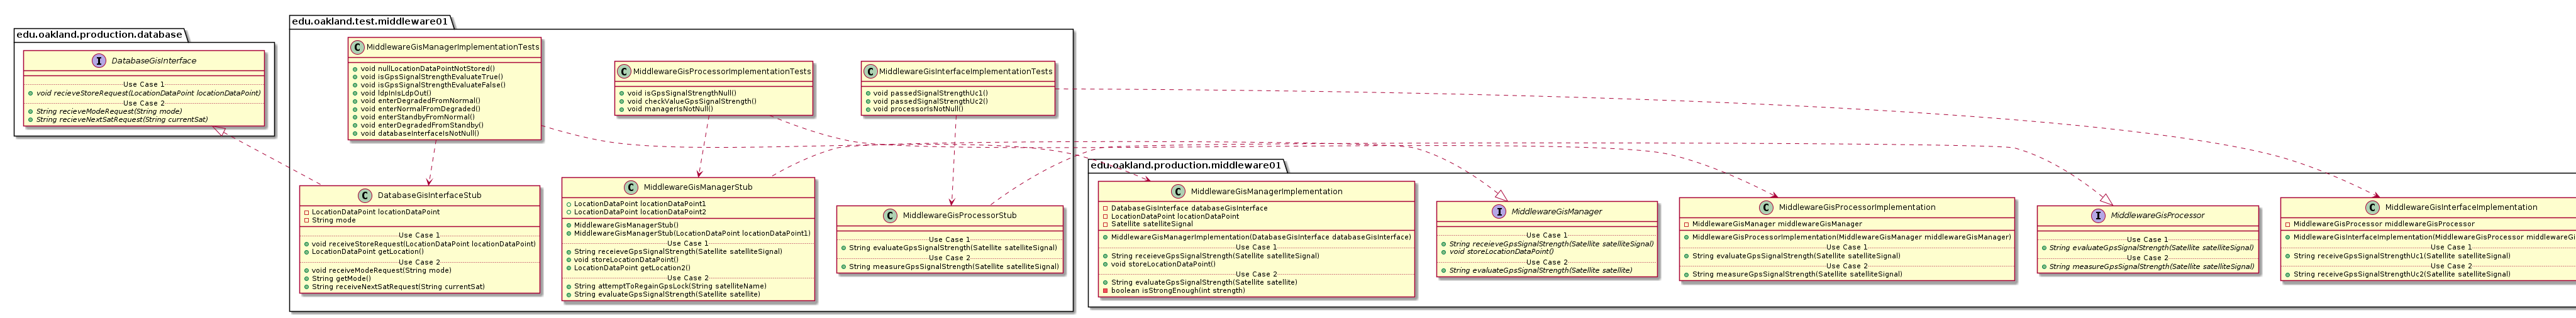 edu.oakland.production.database
I DatabaseGisInterface
Use Case 1
void recieveStoreRequest(LocationDataPoint locationDataPoint)
Use Case 2
String recieveModeRequest(String mode)
String recieveNextSatRequest(String currentSat)
edu.oakland.test.middleware01
C MiddlewareGisManagerImplementationTests
void nullLocationDataPointNotStored()
void isGpsSignalStrengthEvaluateTrue()
void isGpsSignalStrengthEvaluateFalse()
void ldpInIsLdpOut()
void enterDegradedFromNormal()
void enterNormalFromDegraded()
void enterStandbyFromNormal()
void enterDegradedFromStandby()
void databaseInterfaceIsNotNull()
C MiddlewareGisProcessorImplementationTests
void isGpsSignalStrengthNull()
void checkValueGpsSignalStrength()
void managerIsNotNull()
C MiddlewareGisInterfaceImplementationTests
void passedSignalStrengthUc1()
void passedSignalStrengthUc2()
void processorIsNotNull()
C DatabaseGisInterfaceStub
LocationDataPoint locationDataPoint
String mode
Use Case 1
void receiveStoreRequest(LocationDataPoint locationDataPoint)
LocationDataPoint getLocation()
Use Case 2
void receiveModeRequest(String mode)
String getMode()
String receiveNextSatRequest(String currentSat)
C MiddlewareGisManagerStub
LocationDataPoint locationDataPoint1
LocationDataPoint locationDataPoint2
MiddlewareGisManagerStub()
MiddlewareGisManagerStub(LocationDataPoint locationDataPoint1)
Use Case 1
String receieveGpsSignalStrength(Satellite satelliteSignal)
void storeLocationDataPoint()
LocationDataPoint getLocation2()
Use Case 2
String attemptToRegainGpsLock(String satelliteName)
String evaluateGpsSignalStrength(Satellite satellite)
C MiddlewareGisProcessorStub
Use Case 1
String evaluateGpsSignalStrength(Satellite satelliteSignal)
Use Case 2
String measureGpsSignalStrength(Satellite satelliteSignal)
edu.oakland.production.middleware01
C MiddlewareGisManagerImplementation
DatabaseGisInterface databaseGisInterface
LocationDataPoint locationDataPoint
Satellite satelliteSignal
MiddlewareGisManagerImplementation(DatabaseGisInterface databaseGisInterface)
Use Case 1
String receieveGpsSignalStrength(Satellite satelliteSignal)
void storeLocationDataPoint()
Use Case 2
String evaluateGpsSignalStrength(Satellite satellite)
boolean isStrongEnough(int strength)
I MiddlewareGisManager
Use Case 1
String receieveGpsSignalStrength(Satellite satelliteSignal)
void storeLocationDataPoint()
Use Case 2
String evaluateGpsSignalStrength(Satellite satellite)
C MiddlewareGisProcessorImplementation
MiddlewareGisManager middlewareGisManager
MiddlewareGisProcessorImplementation(MiddlewareGisManager middlewareGisManager)
Use Case 1
String evaluateGpsSignalStrength(Satellite satelliteSignal)
Use Case 2
String measureGpsSignalStrength(Satellite satelliteSignal)
I MiddlewareGisProcessor
Use Case 1
String evaluateGpsSignalStrength(Satellite satelliteSignal)
Use Case 2
String measureGpsSignalStrength(Satellite satelliteSignal)
C MiddlewareGisInterfaceImplementation
MiddlewareGisProcessor middlewareGisProcessor
MiddlewareGisInterfaceImplementation(MiddlewareGisProcessor
Use Case 1
String receiveGpsSignalStrengthUc1(Satellite satelliteSignal)
Use Case 2
String receiveGpsSignalStrengthUc2(Satellite satelliteSignal)